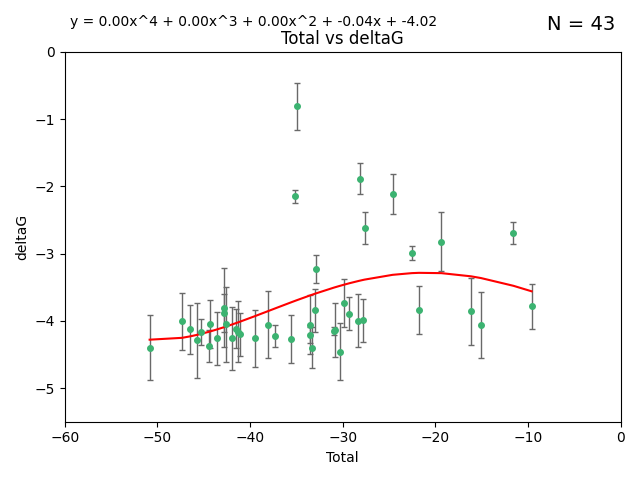 y = 0.00x^4 + 0.00x^3 + 0.00x^2 + -0.04x + -4.02
N = 43
Total vs deltaG
0
−1
−2
−3
−4
−5
deltaG
−60 −50 −40 −30 −20 −10 0
Total